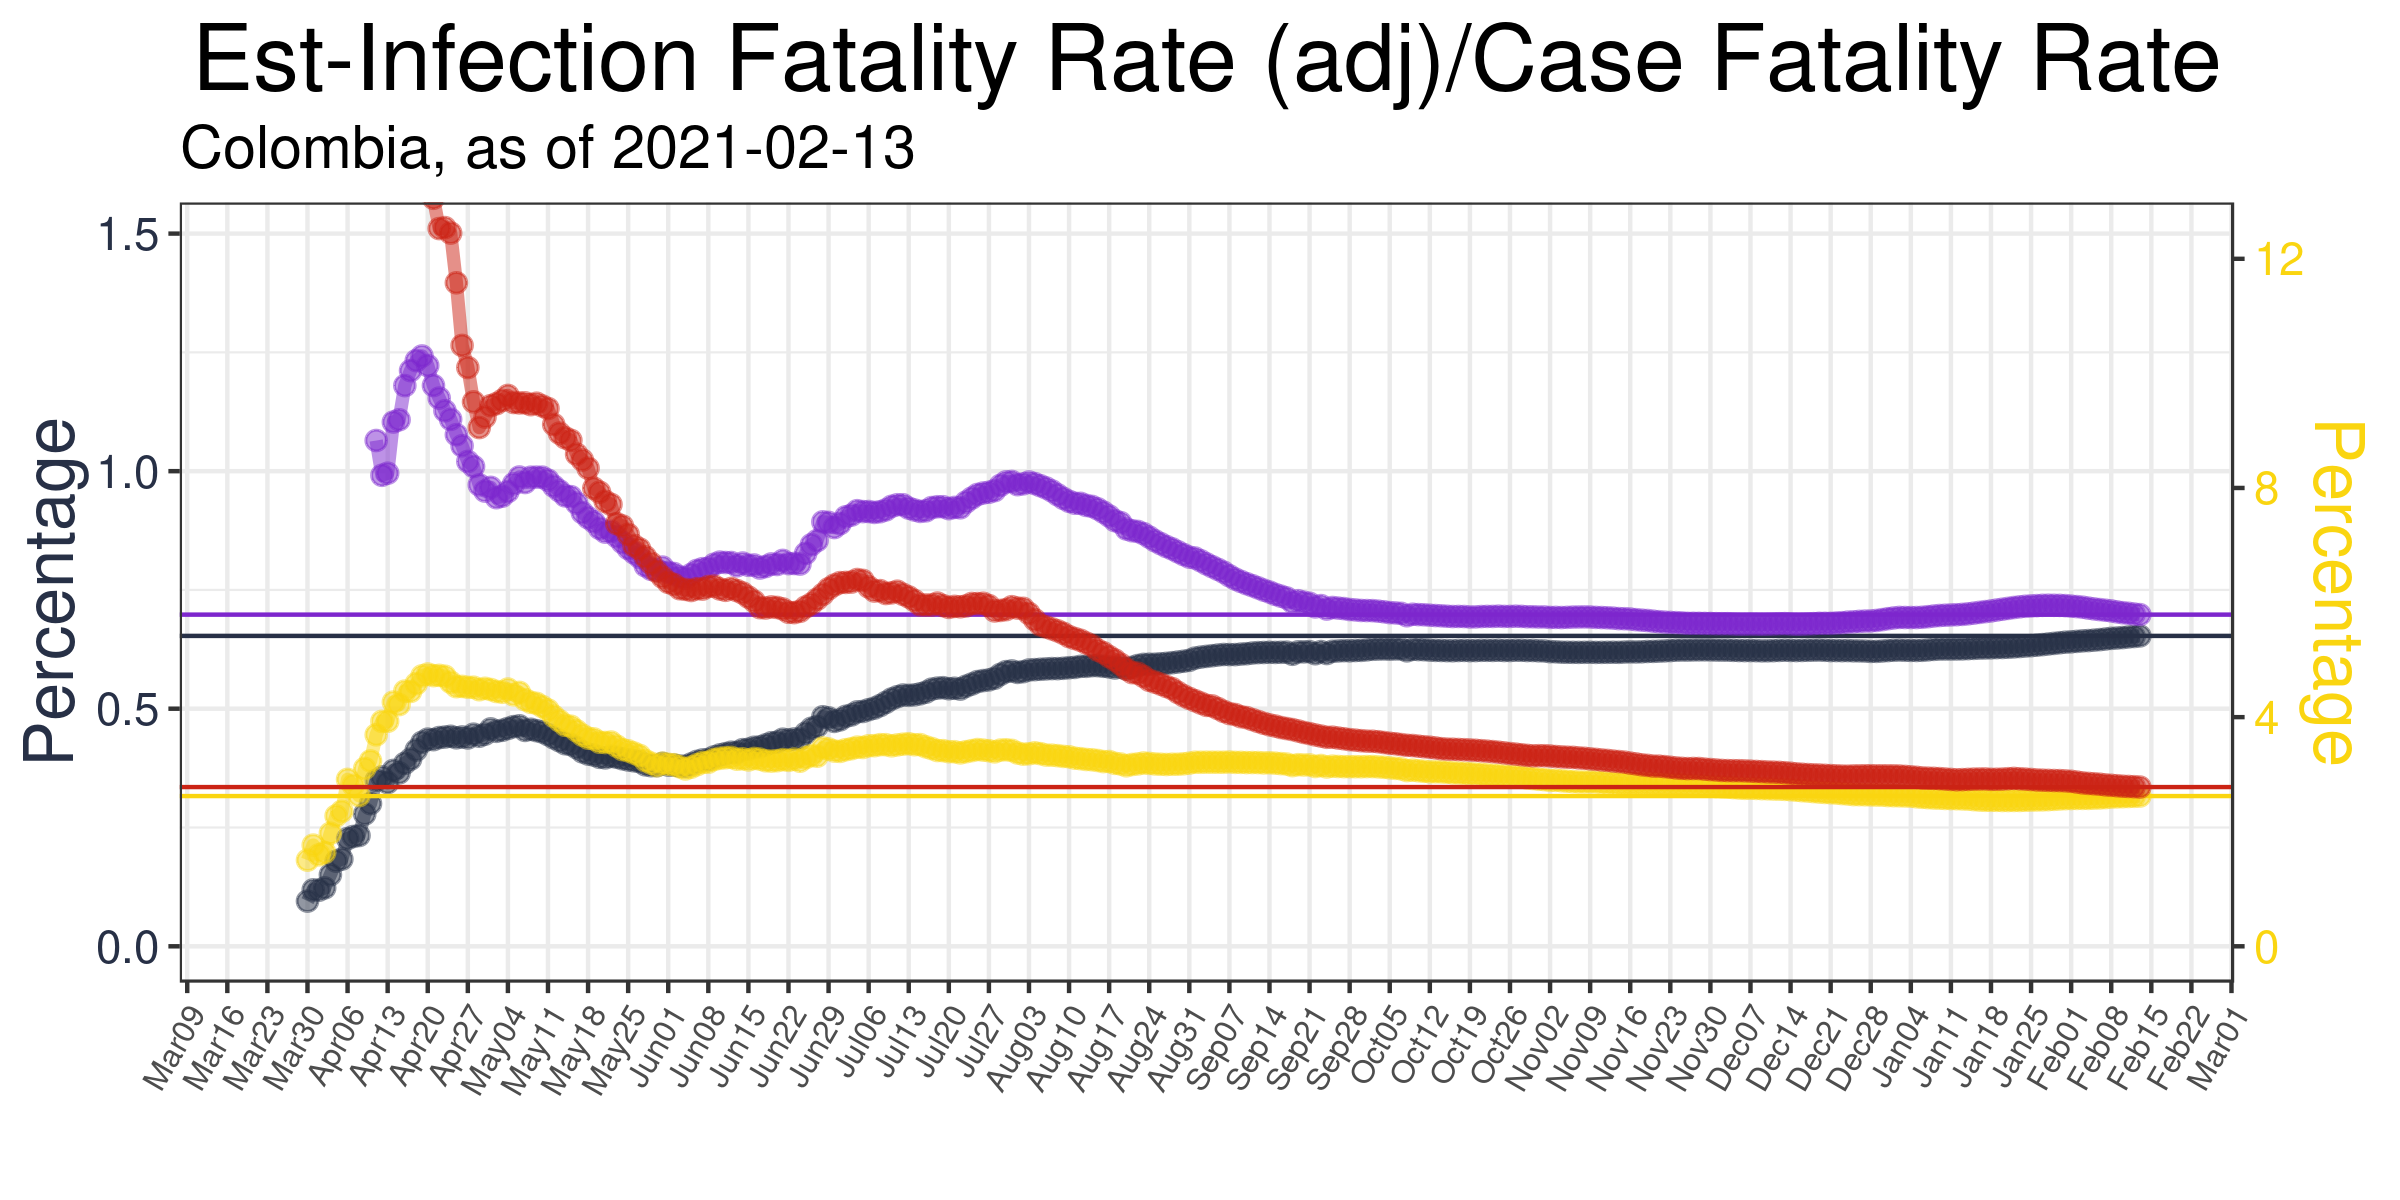 Est-Infection Fatality Rate (adj)/Case Fatality Rate
Colombia, as of 2021-02-13
Percentage
1.5
1.0
0.5
0.0
12
8
4
0
Percentage
Mar09
Mar16
Mar23
Mar30
Apr06
Apr13
Apr20
Apr27
May04
May11
May18
May25
Jun01
Jun08
Jun15
Jun22
Jun29
Jul06
Jul13
Jul20
Jul27
Aug03
Aug10
Aug17
Aug24
Aug31
Sep07
Sep14
Sep21
Sep28
Oct05
Oct12
Oct19
Oct26
Nov02
Nov09
Nov16
Nov23
Nov30
Dec07
Dec14
Dec21
Dec28
Jan04
Jan11
Jan18
Jan25
Feb01
Feb08
Feb15
Feb22
Mar01